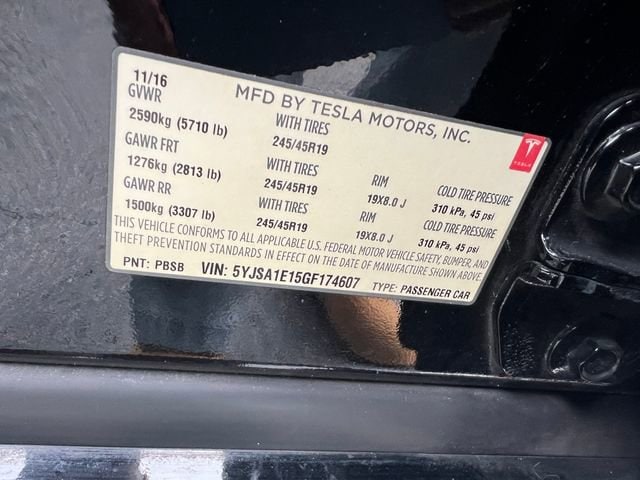 11/16
MFD BY TESLA MOTORS, INC.
GVWR
2590kg (5710 lb) WITH TIRES
GAWR FRT 245/45R19 RIM COLD TIRE PRESSURE
1276kg (2813 lb) WITH TIRES 19X8.0 J 310 kPa, 45 psi
GAWR RR 245/45R19 RIM COLD TIRE PRESSURE
1500kg (3307 lb) WITH TIRES 19X8.0 J 310 kPa, 45 psi
245/45R19
THIS VEHICLE CONFORMS TO ALL APPLICABLE U.S. FEDERAL MOTOR VEHICLE SAFETY, BUMPER, AND
THEFT PREVENTION STANDARDS IN EFFECT ON THE DATE OF MANUFACTURE SHOWN ABOVE.
PNT: PBSB VIN: 5YJSA1E15GF174607 TYPE: PASSENGER CAR
TESLA